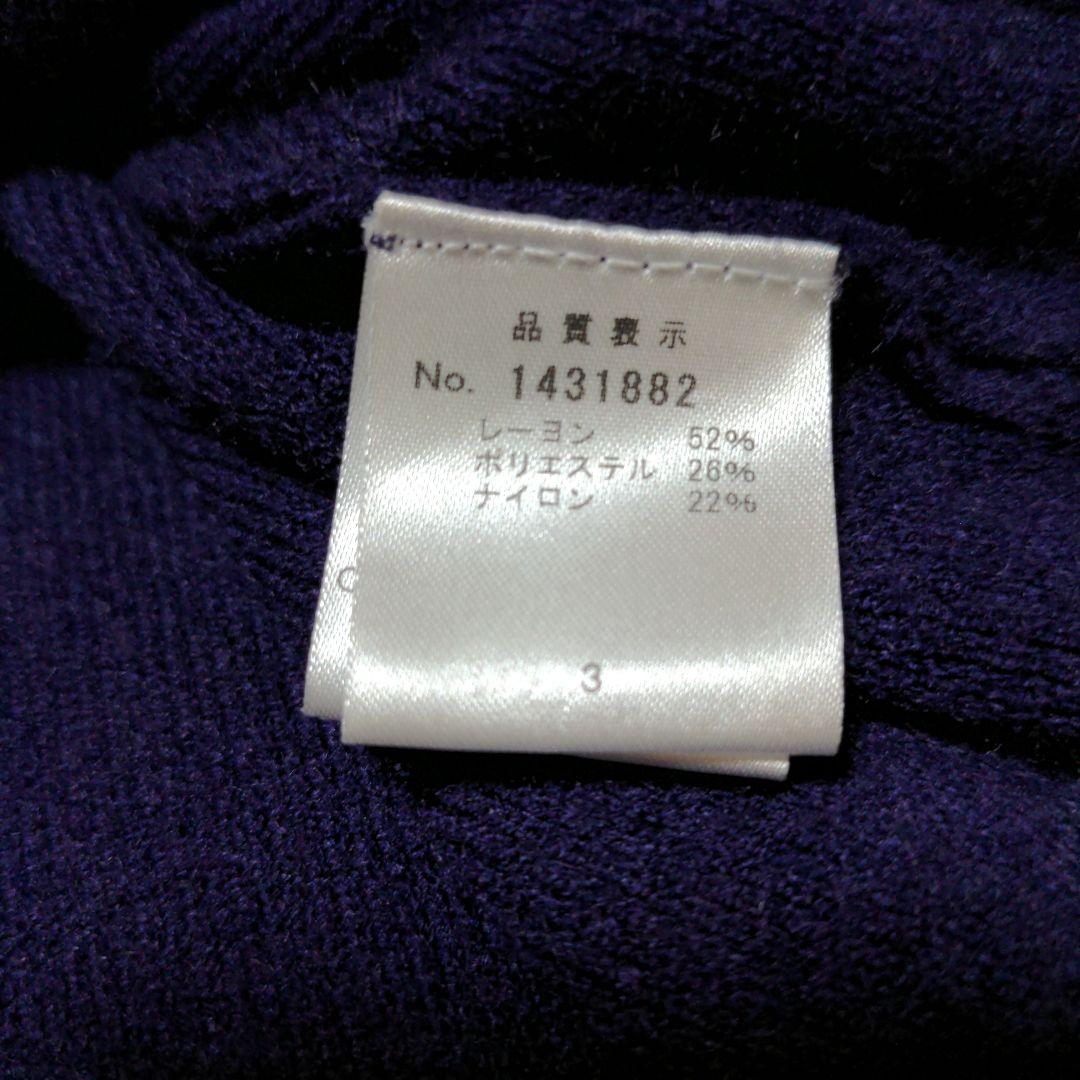 品質表示
No. 1431882
レーヨン 52%
ポリエステル 26%
ナイロン 22%
3